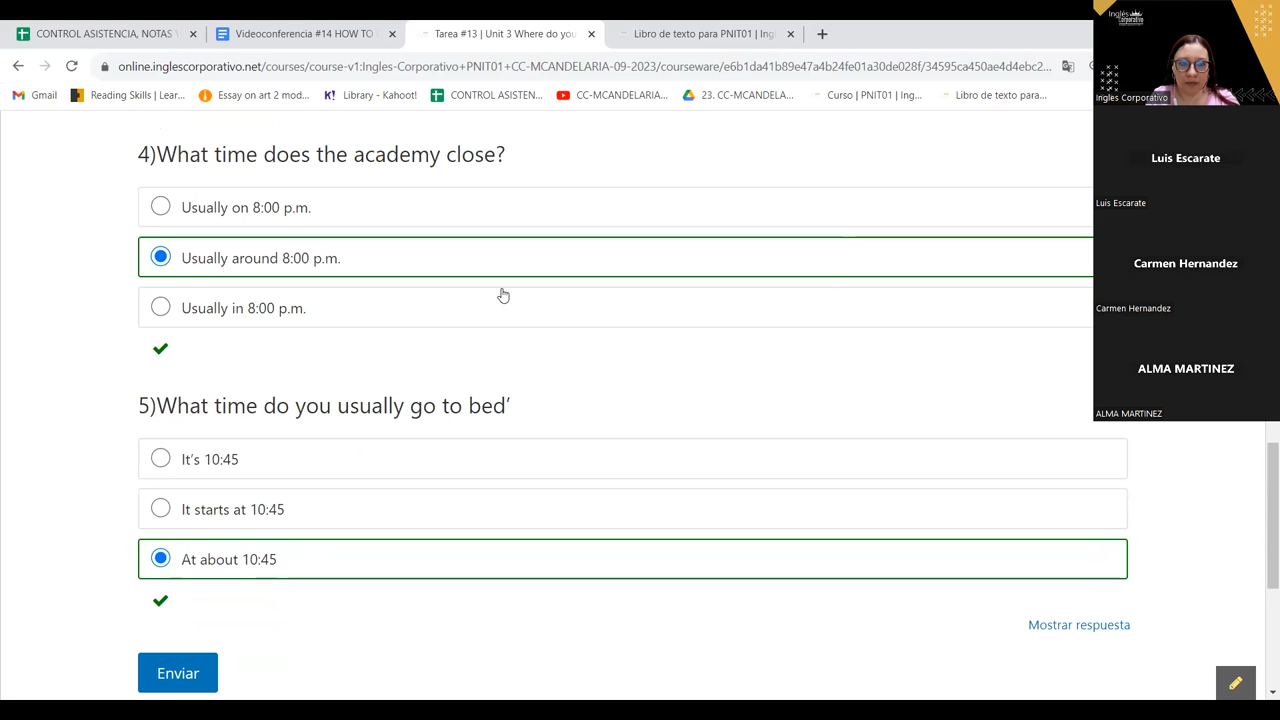 CONTROL ASISTENCIA, NOTAS
Videoconferencia #14 HOW TO
Tarea #13 | Unit 3 Where do you
Libro de texto para PNIT01 | Ing
online.inglescorporativo.net/courses/course-v1:Ingles-Corporativo+PNIT01+CC-MCANDELARIA-09-2023/courseware/e6b1da41b89e47a4b24fe01a30de028f/34595ca450ae4d4ebc2...
Gmail
Reading Skills | Lear...
Essay on art 2 mod...
Library - Kano...
CONTROL ASISTEN...
CC-MCANDELARIA
23. CC-MCANDELA...
Curso | PNIT01 | Ing...
Libro de texto para...
4)What time does the academy close?
Usually on 8:00 p.m.
Usually around 8:00 p.m.
Usually in 8:00 p.m.
5)What time do you usually go to bed’
It’s 10:45
It starts at 10:45
At about 10:45
Mostrar respuesta
Enviar
Inglés
Corporativo
Ingles Corporativo
Luis Escarate
Luis Escarate
Carmen Hernandez
Carmen Hernandez
ALMA MARTINEZ
ALMA MARTINEZ